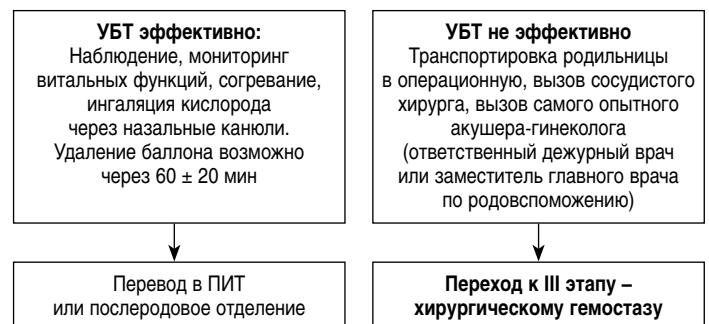 УБТ эффективно:
Наблюдение, мониторинг
витальных функций, согревание,
ингаляция кислорода
через назальные канюли.
Удаление баллона возможно
через 60 ± 20 мин
УБТ не эффективно
Транспортировка родильницы
в операционную, вызов сосудистого
хирурга, вызов самого опытного
акушера-гинеколога
(ответственный дежурный врач
или заместитель главного врача
по родовспоможению)
Перевод в ПИТ
или послеродовое отделение
Переход к III этапу –
хирургическому гемостазу